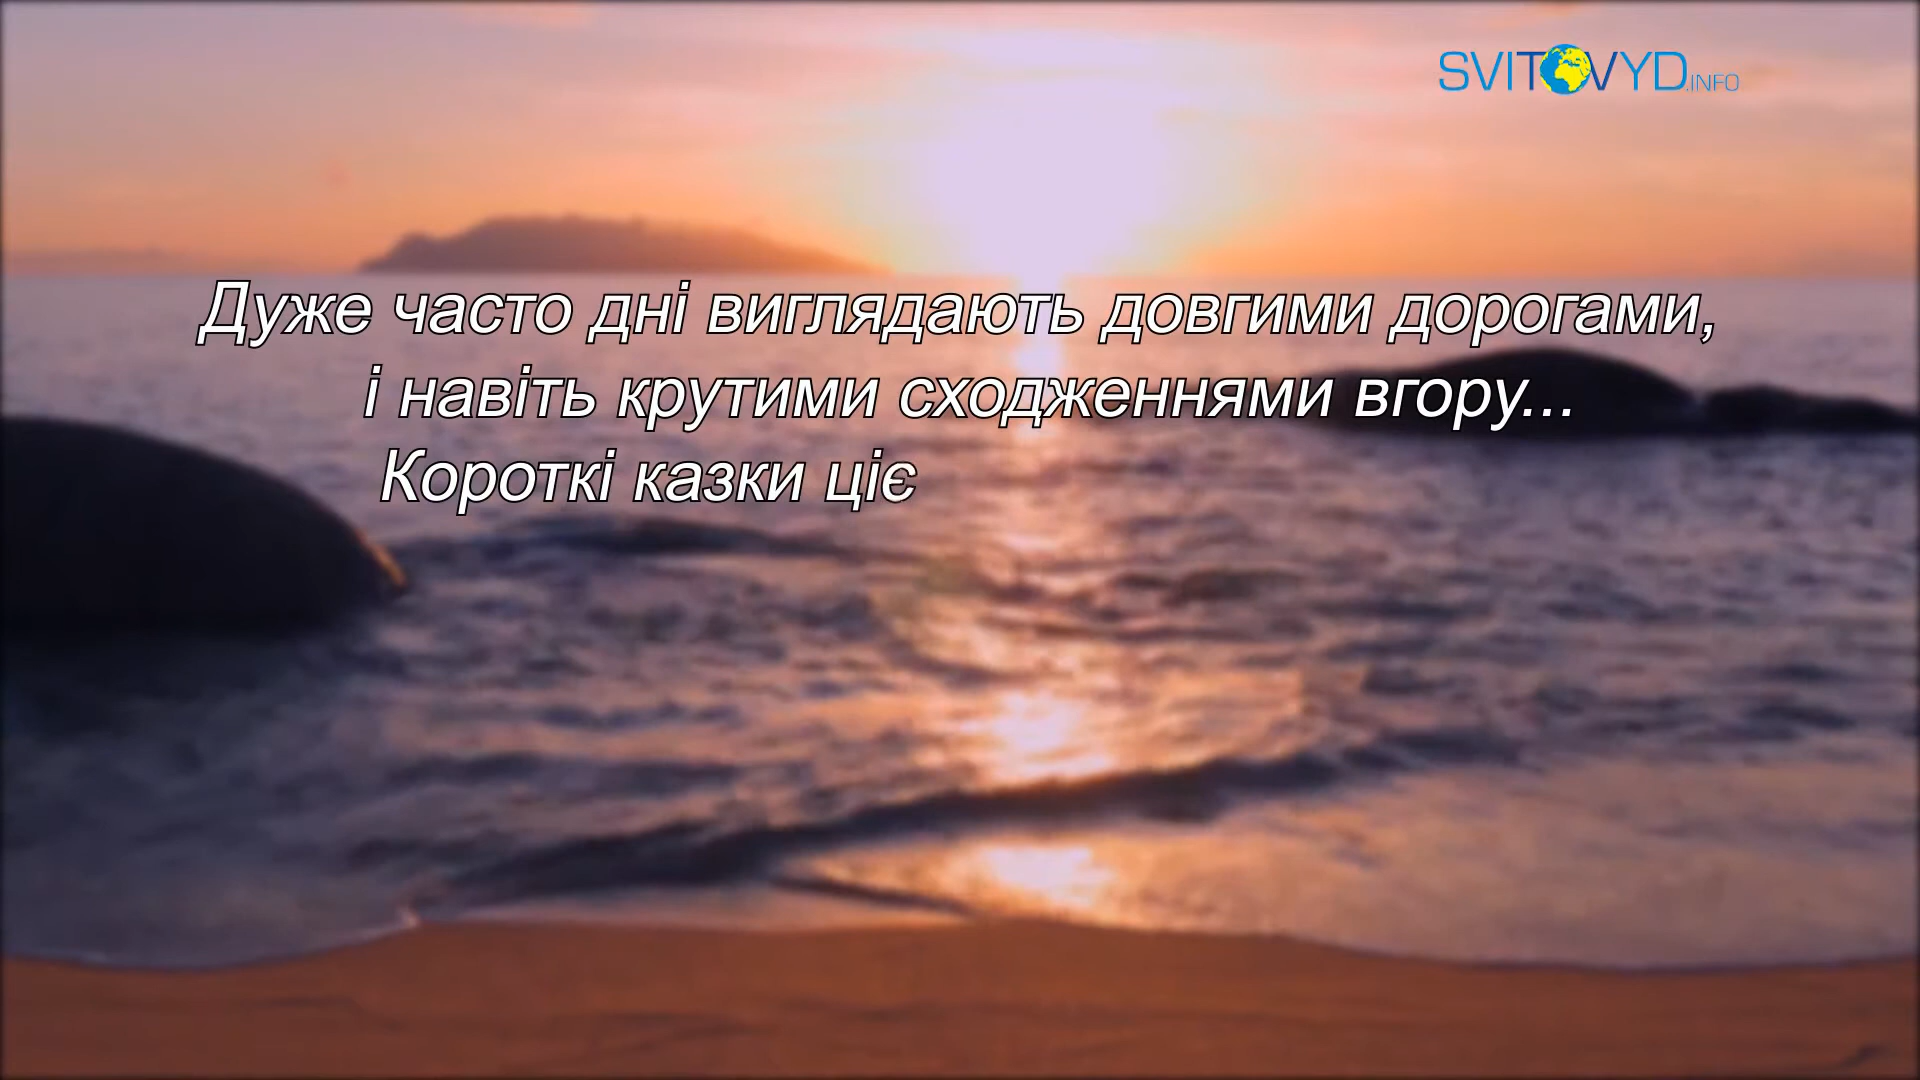 SVITOVYD.INFO
Дуже часто дні виглядають довгими дорогами,
і навіть крутими сходженнями вгору...
Короткі казки ціє